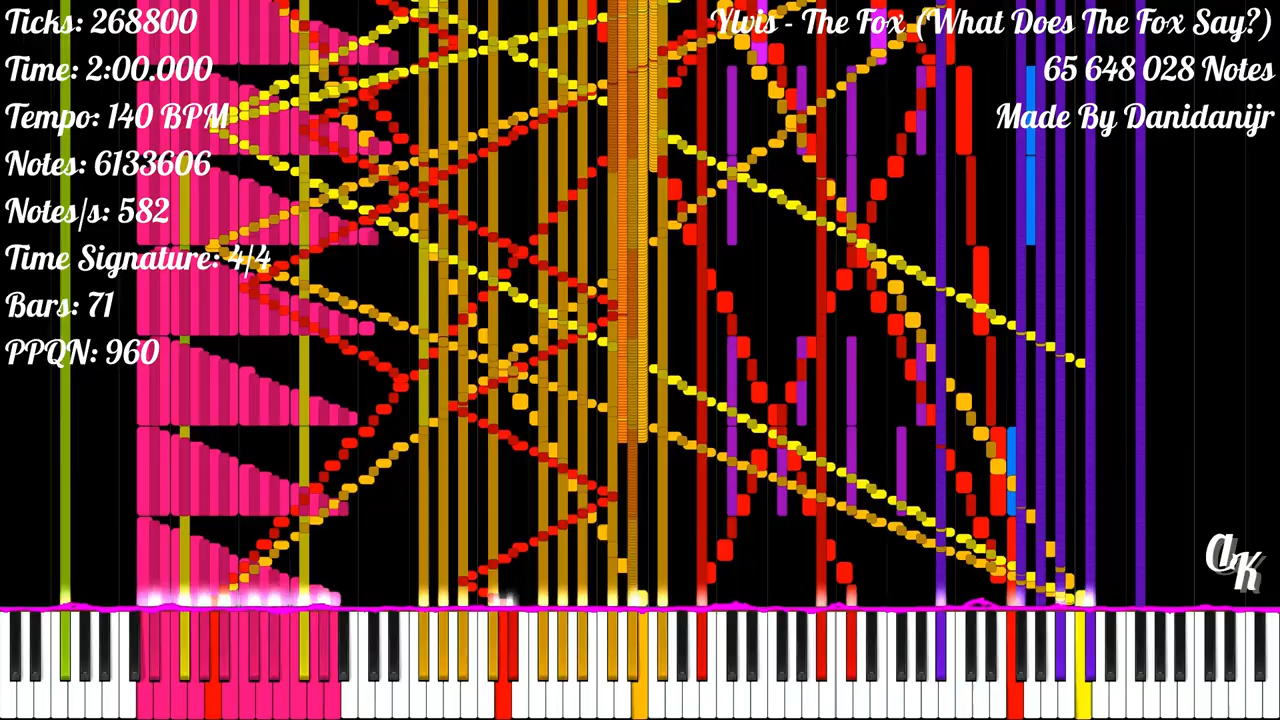 Ticks: 268800
Time: 2:00.000
Tempo: 140 BPM
Notes: 6133606
Notes/s: 582
Time Signature: 4/4
Bars: 71
PPQN: 960
Ylvis - The Fox (What Does The Fox Say?)
65 648 028 Notes
Made By Danidanijr
AK